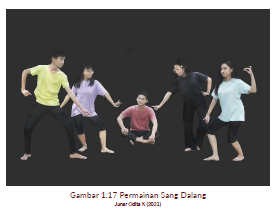 Gambar 1.17 Permainan Sang Dalang
Junar Odita K (2021)